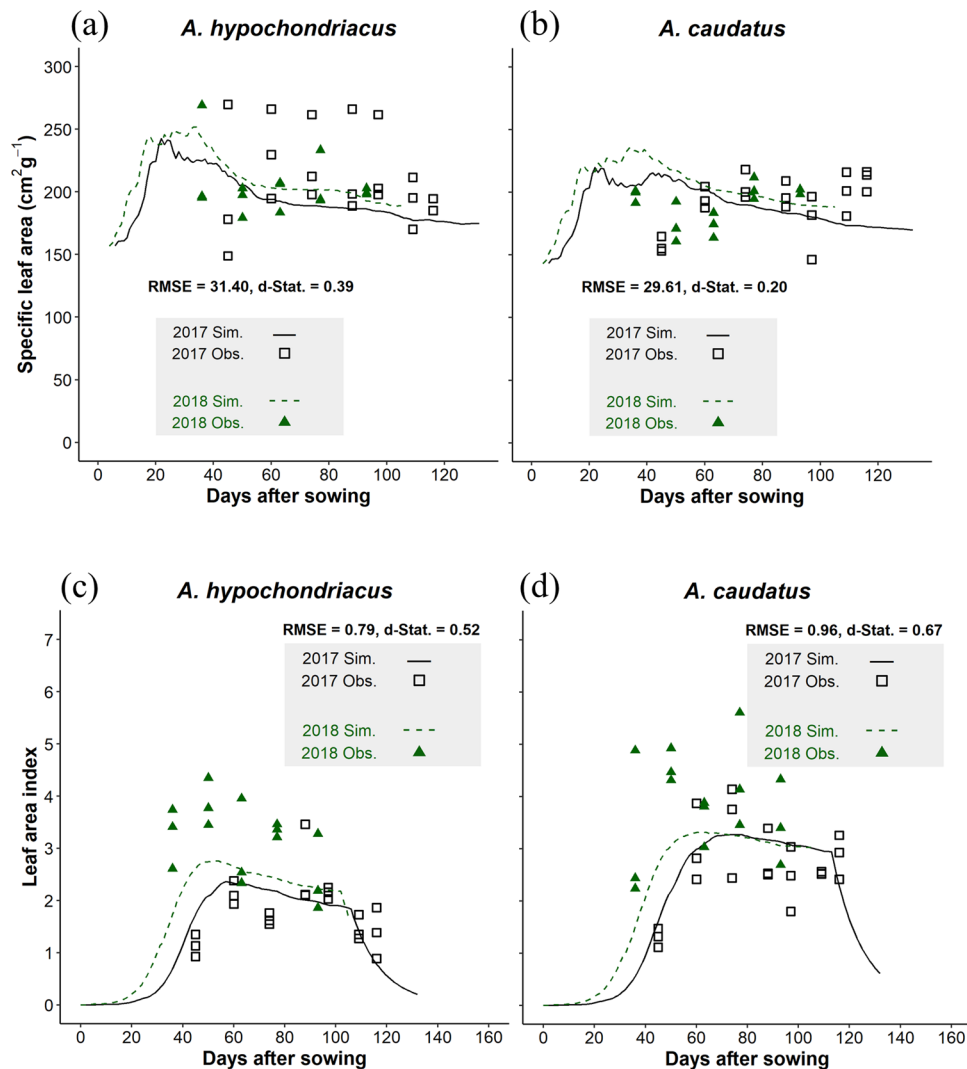 (a)
A. hypochondriacus
(b)
A. caudatus
Specific leaf area (cm²g⁻¹)
300
250
200
150
100
50
0
RMSE = 31.40, d-Stat. = 0.39
2017 Sim.
2017 Obs.
2018 Sim.
2018 Obs.
0 20 40 60 80 100 120
Days after sowing
RMSE = 29.61, d-Stat. = 0.20
2017 Sim.
2017 Obs.
2018 Sim.
2018 Obs.
0 20 40 60 80 100 120
Days after sowing
(c)
A. hypochondriacus
(d)
A. caudatus
Leaf area index
7
6
5
4
3
2
1
0
RMSE = 0.79, d-Stat. = 0.52
2017 Sim.
2017 Obs.
2018 Sim.
2018 Obs.
0 20 40 60 80 100 120 140 160
Days after sowing
RMSE = 0.96, d-Stat. = 0.67
2017 Sim.
2017 Obs.
2018 Sim.
2018 Obs.
0 20 40 60 80 100 120 140 160
Days after sowing